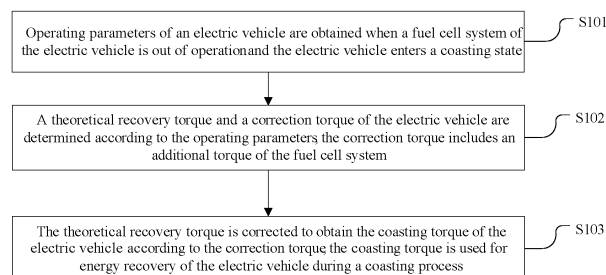 Operating parameters of an electric vehicle are obtained when a fuel cell system of
the electric vehicle is out of operation and the electric vehicle enters a coasting state
S101
A theoretical recovery torque and a correction torque of the electric vehicle are
determined according to the operating parameters, the correction torque includes an
additional torque of the fuel cell system
S102
The theoretical recovery torque is corrected to obtain the coasting torque of the
electric vehicle according to the correction torque, the coasting torque is used for
energy recovery of the electric vehicle during a coasting process
S103